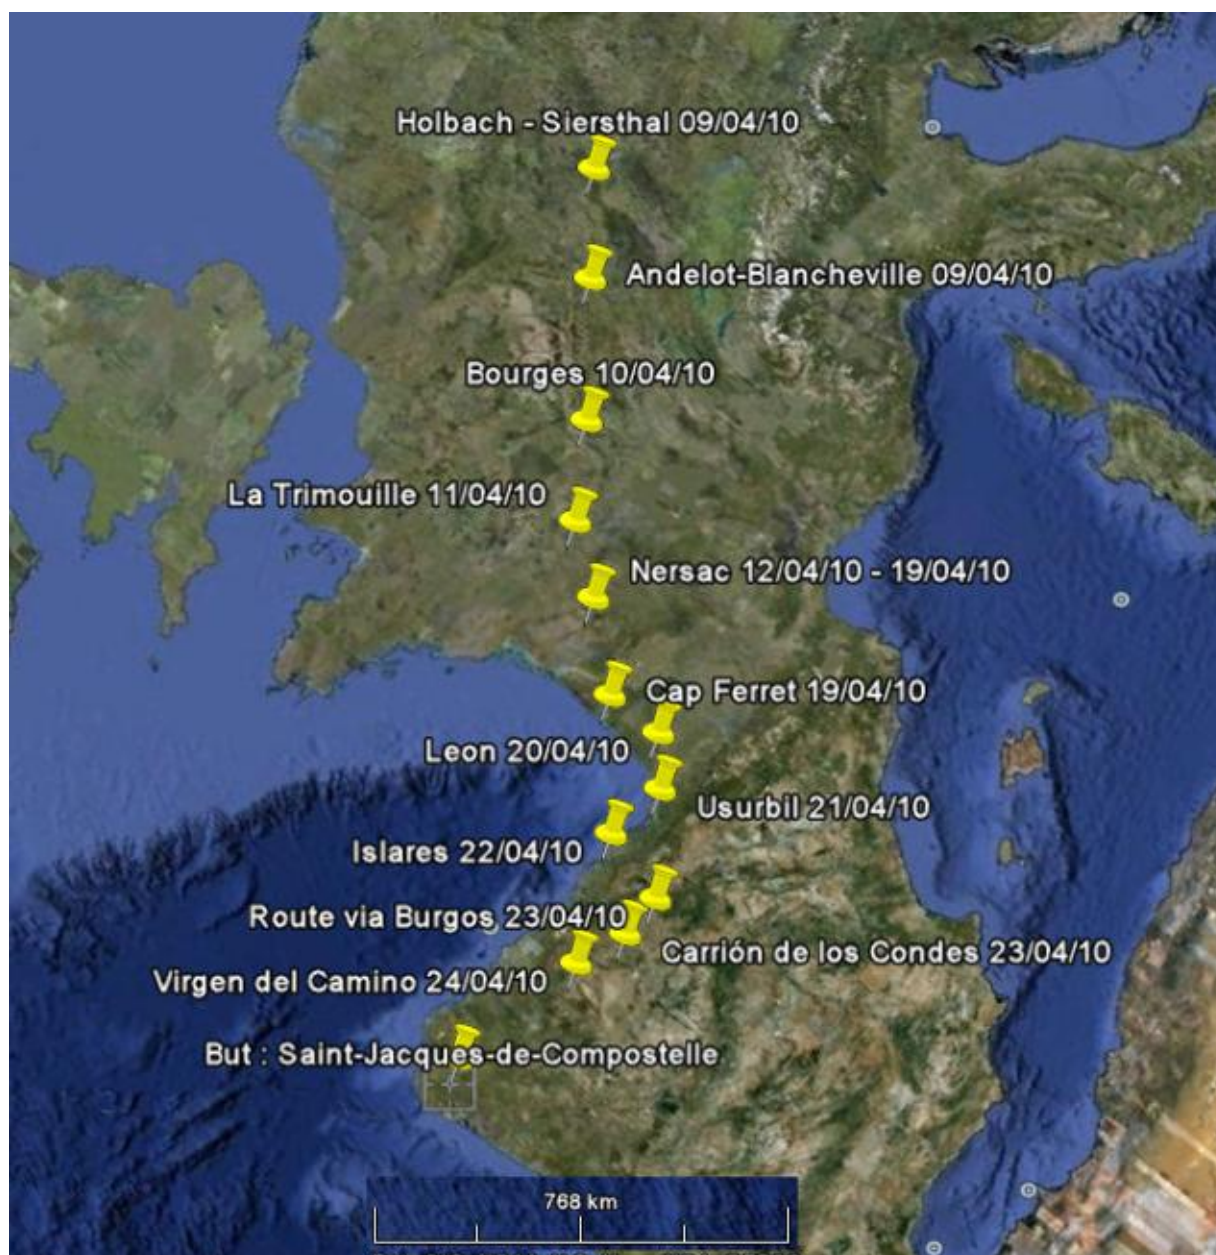 Holbach - Siersthal 09/04/10
Andelot-Blancheville 09/04/10
Bourges 10/04/10
La Trimouille 11/04/10
Nersac 12/04/10 - 19/04/10
Cap Ferret 19/04/10
Leon 20/04/10
Usurbil 21/04/10
Islares 22/04/10
Route via Burgos 23/04/10
Carrión de los Condes 23/04/10
Virgen del Camino 24/04/10
But : Saint-Jacques-de-Compostelle
768 km